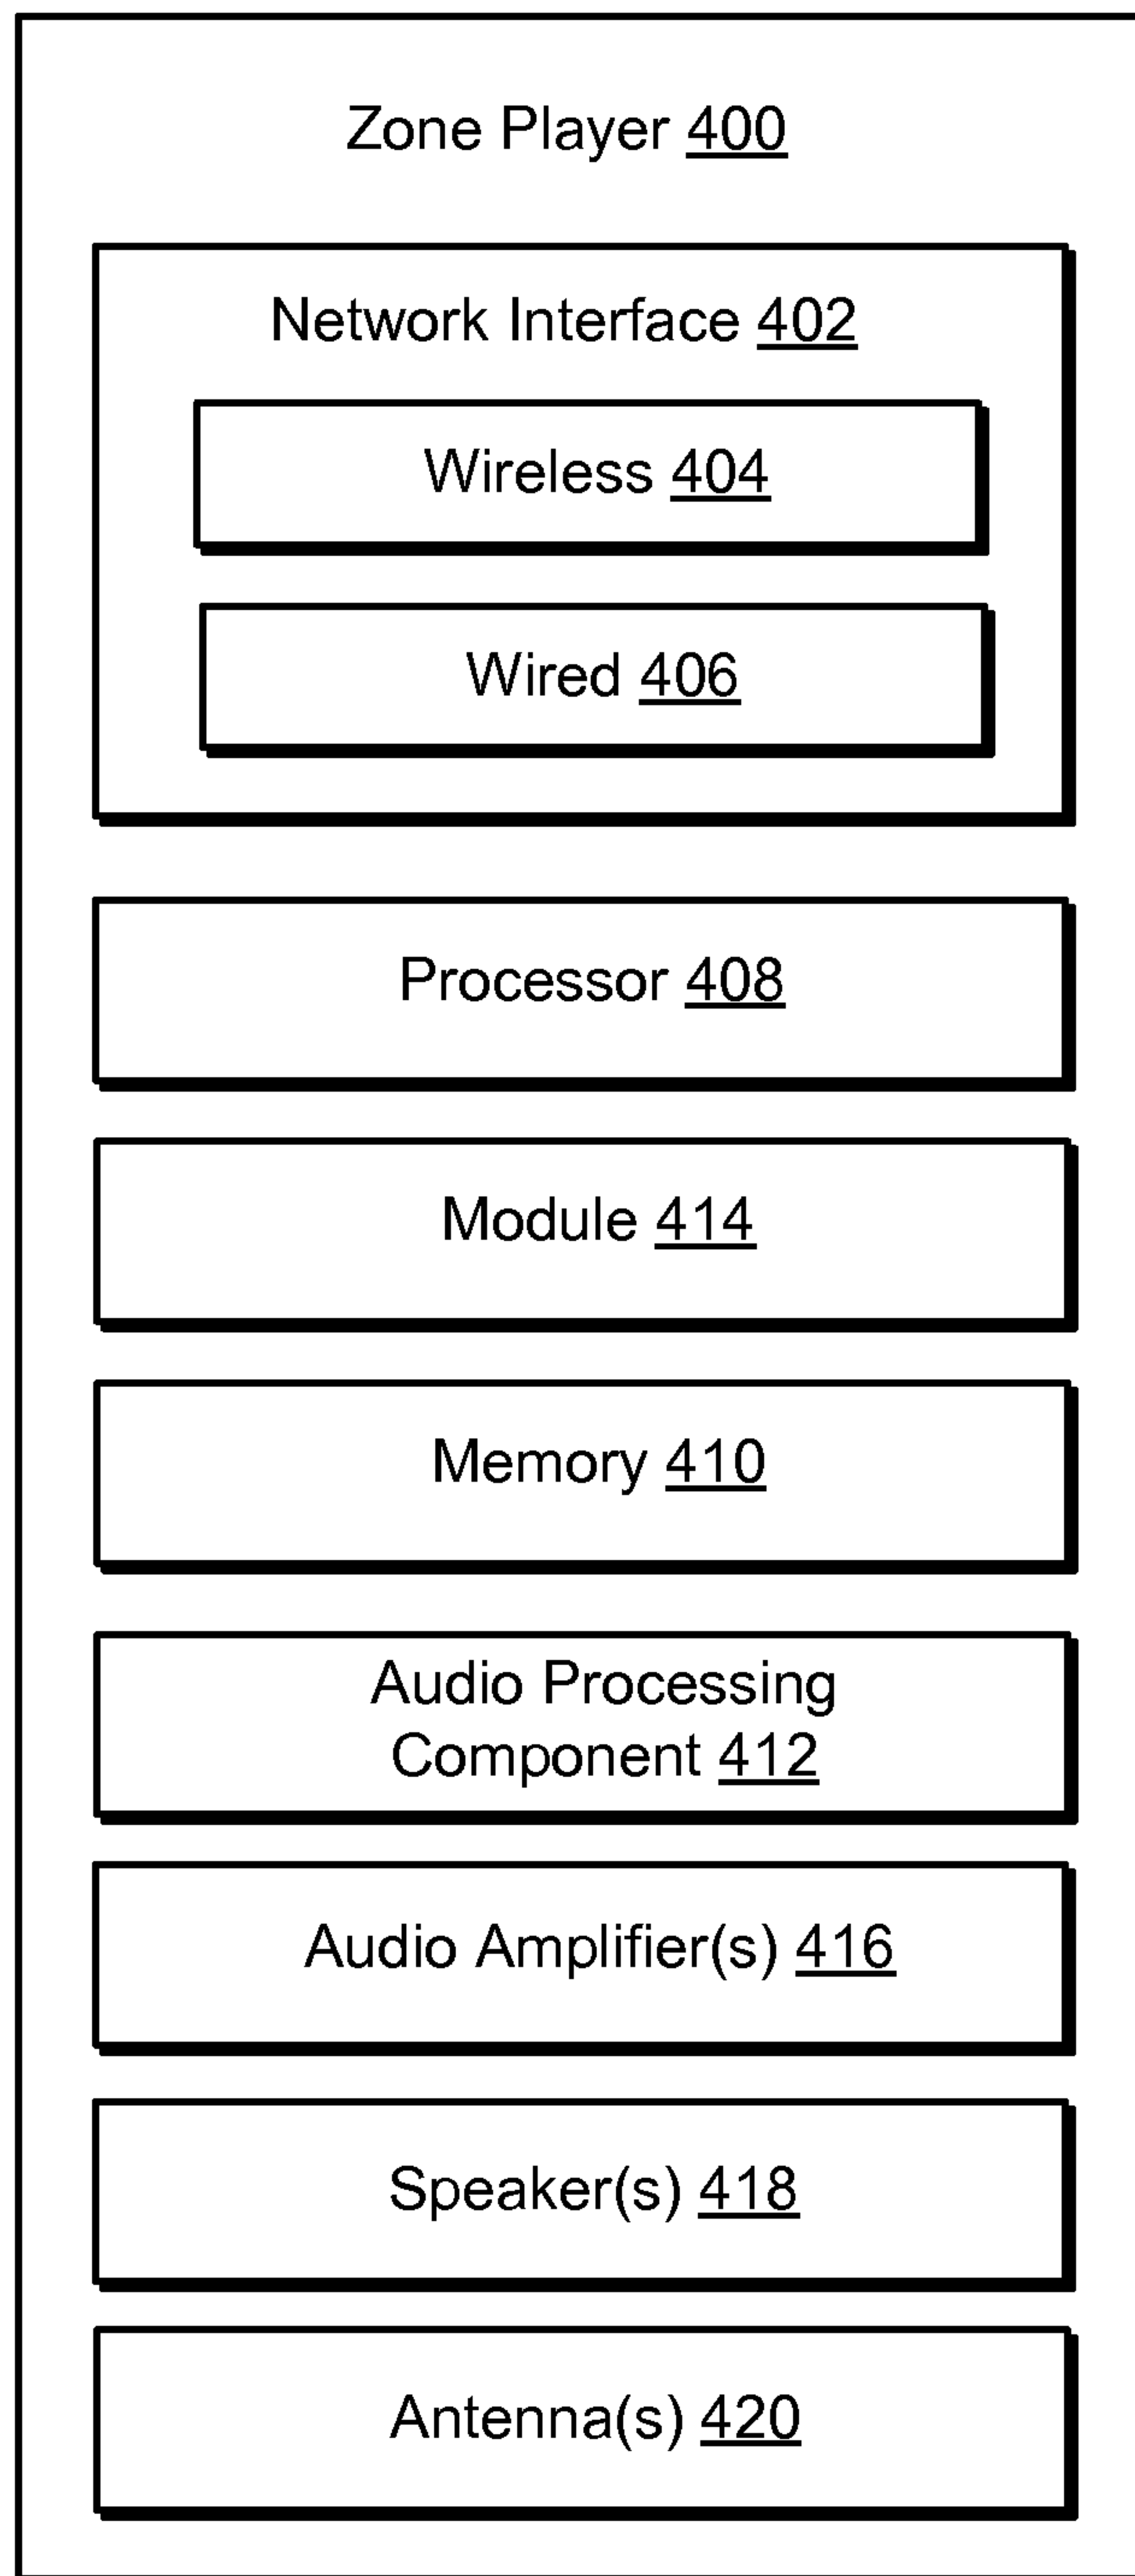 Zone Player 400
Network Interface 402
Wireless 404
Wired 406
Processor 408
Module 414
Memory 410
Audio Processing
Component 412
Audio Amplifier(s) 416
Speaker(s) 418
Antenna(s) 420